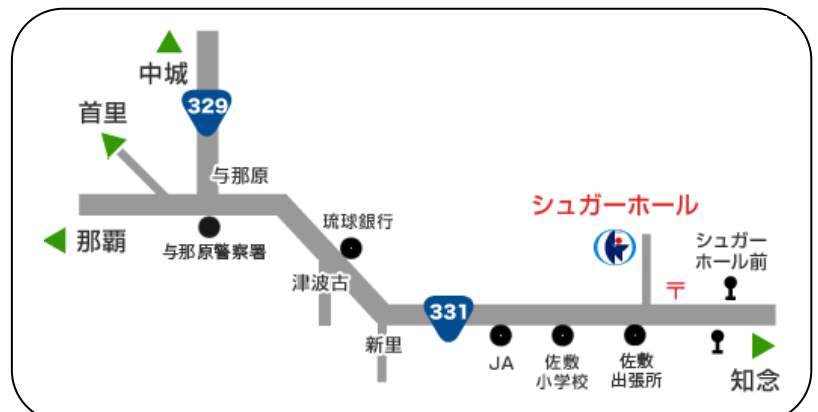 中城
329
首里
与那原
那覇
与那原警察署
琉球銀行
シュガーホール
津波古
シュガー
ホール前
〒
331
新里
JA
佐敷
小学校
佐敷
出張所
知念